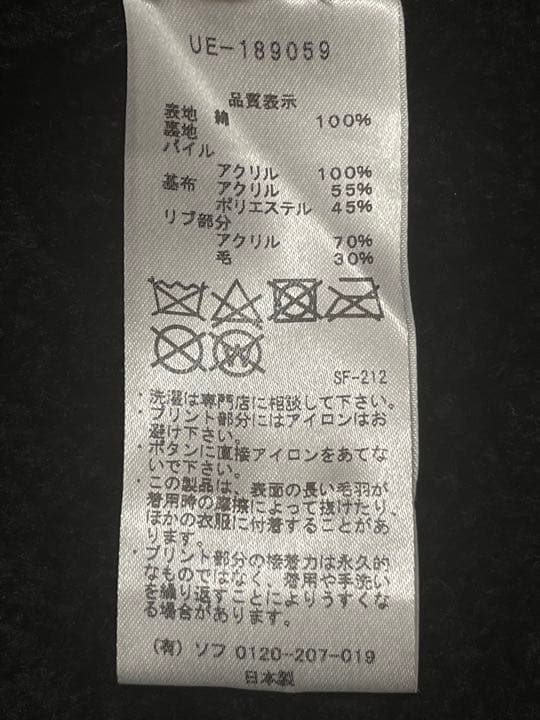 UE-189059
品質表示
表地 綿 100%
裏地
パイル
アクリル 100%
基布 アクリル 55%
ポリエステル 45%
リブ部分
アクリル 70%
毛 30%
W
SF-212
・洗濯は専門店に相談して下さい。
・プリント部分にはアイロンはお
避け下さい。
・ボタンに直接アイロンをあてな
いで下さい。
・この製品は、表面の長い毛羽が
着用時の摩擦によって抜けたり、
ほかの衣服に付着することがあ
ります。
・プリント部分の接着力は永久的
なものではなく、着用や手洗い
を繰り返すことによりうすくな
る場合があります。
(有) ソフ 0120-207-019
日本製